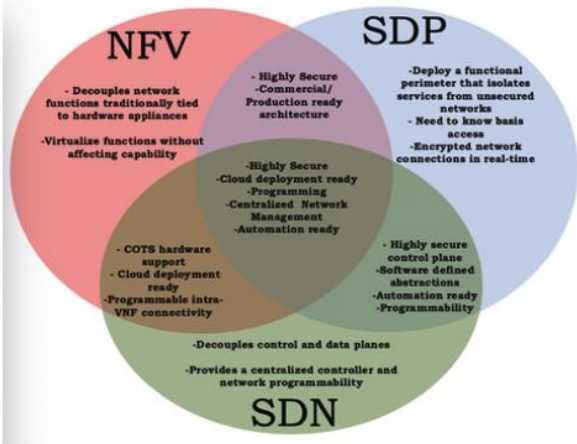 NFV
- Decouples network
functions traditionally tied
to hardware appliances
-Virtualize functions without
affecting capability
- Highly Secure
-Commercial/
Production ready
architecture
SDP
- Deploy a functional
perimeter that isolates
services from unsecured
networks
- Need to know basis
access
-Encrypted network
connections in real-time
-Highly Secure
-Cloud deployment ready
-Programming
-Centralized Network
Management
-Automation ready
- COTS hardware
support
- Cloud deployment
ready
-Programmable intra-
VNF connectivity
- Highly secure
control plane
-Software defined
abstractions
-Automation ready
-Programmability
-Decouples control and data planes
-Provides a centralized controller and
network programmability
SDN